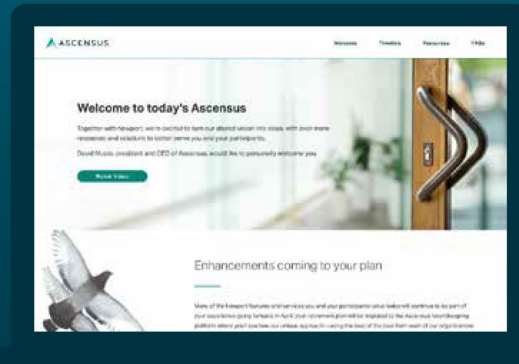 ASCENSUS
Welcome Timeline Resources FAQs
Welcome to today's Ascensus
Together with Newport, we're excited to turn our shared vision into steps, with even more
resources and solutions to better serve you and your participants.
David Musto, president and CEO of Ascensus, would like to personally welcome you.
Watch Video
Enhancements coming to your plan
Many of the Newport features and services you and your participants value today will continue to be part of
your experience going forward. In April, your retirement plan will be migrated to the Ascensus recordkeeping
platform where you'll see how our unique approach—using the best of the best from each of our organizations